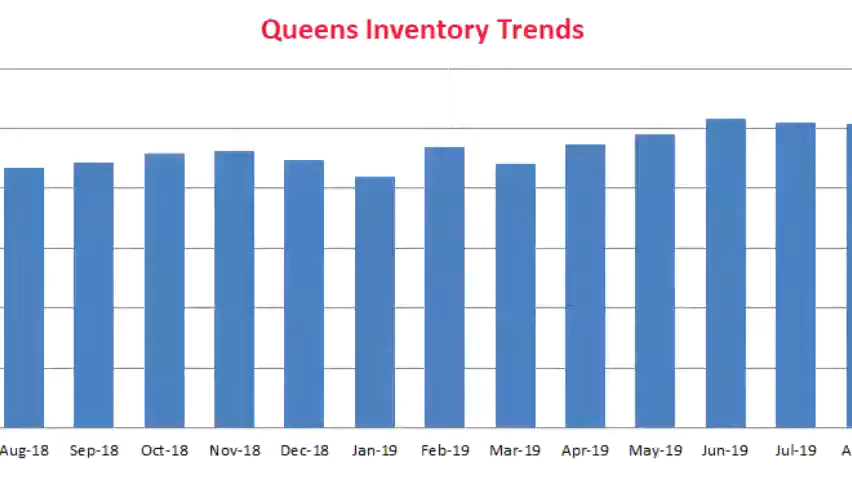 Queens Inventory Trends
Aug-18 Sep-18 Oct-18 Nov-18 Dec-18 Jan-19 Feb-19 Mar-19 Apr-19 May-19 Jun-19 Jul-19 A